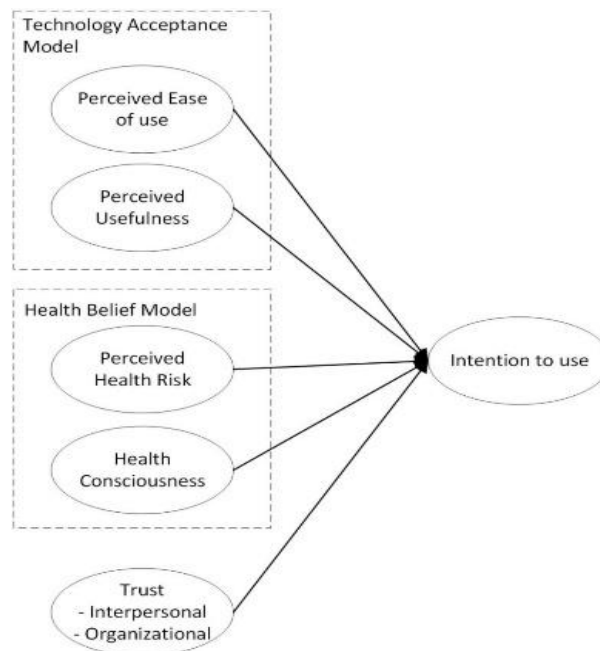 Technology Acceptance
Model
Perceived Ease
of use
Perceived
Usefulness
Health Belief Model
Perceived
Health Risk
Intention to use
Health
Consciousness
Trust
- Interpersonal
- Organizational